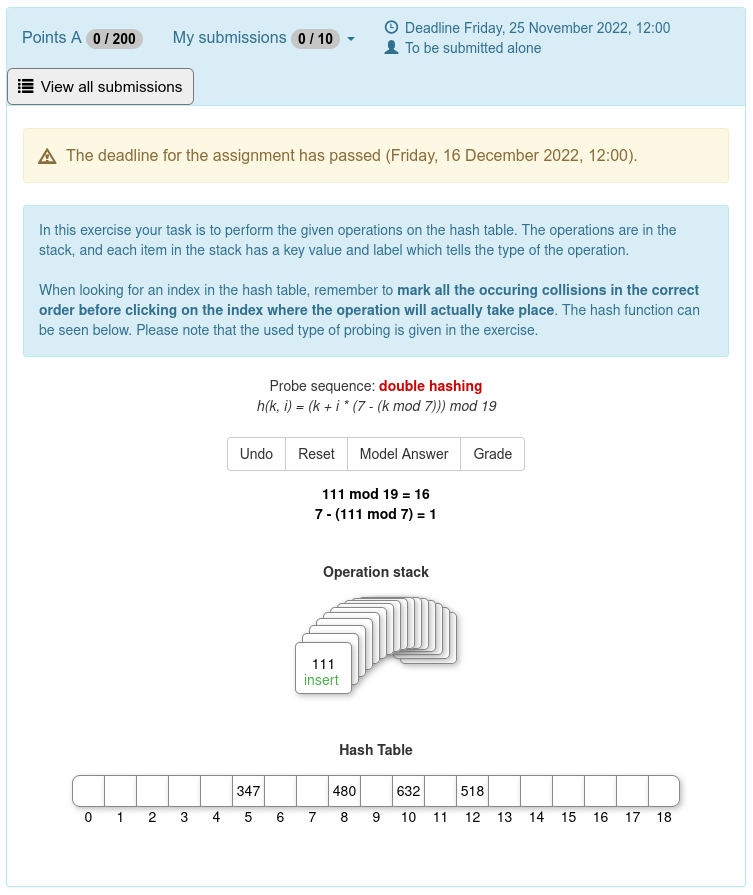 Points A 0 / 200 My submissions 0 / 10 Deadline Friday, 25 November 2022, 12:00
To be submitted alone
View all submissions
The deadline for the assignment has passed (Friday, 16 December 2022, 12:00).
In this exercise your task is to perform the given operations on the hash table. The operations are in the
stack, and each item in the stack has a key value and label which tells the type of the operation.
When looking for an index in the hash table, remember to mark all the occuring collisions in the correct
order before clicking on the index where the operation will actually take place. The hash function can
be seen below. Please note that the used type of probing is given in the exercise.
Probe sequence: double hashing
h(k, i) = (k + i * (7 - (k mod 7))) mod 19
Undo Reset Model Answer Grade
111 mod 19 = 16
7 - (111 mod 7) = 1
Operation stack
111
insert
Hash Table
347 480 632 518
0 1 2 3 4 5 6 7 8 9 10 11 12 13 14 15 16 17 18